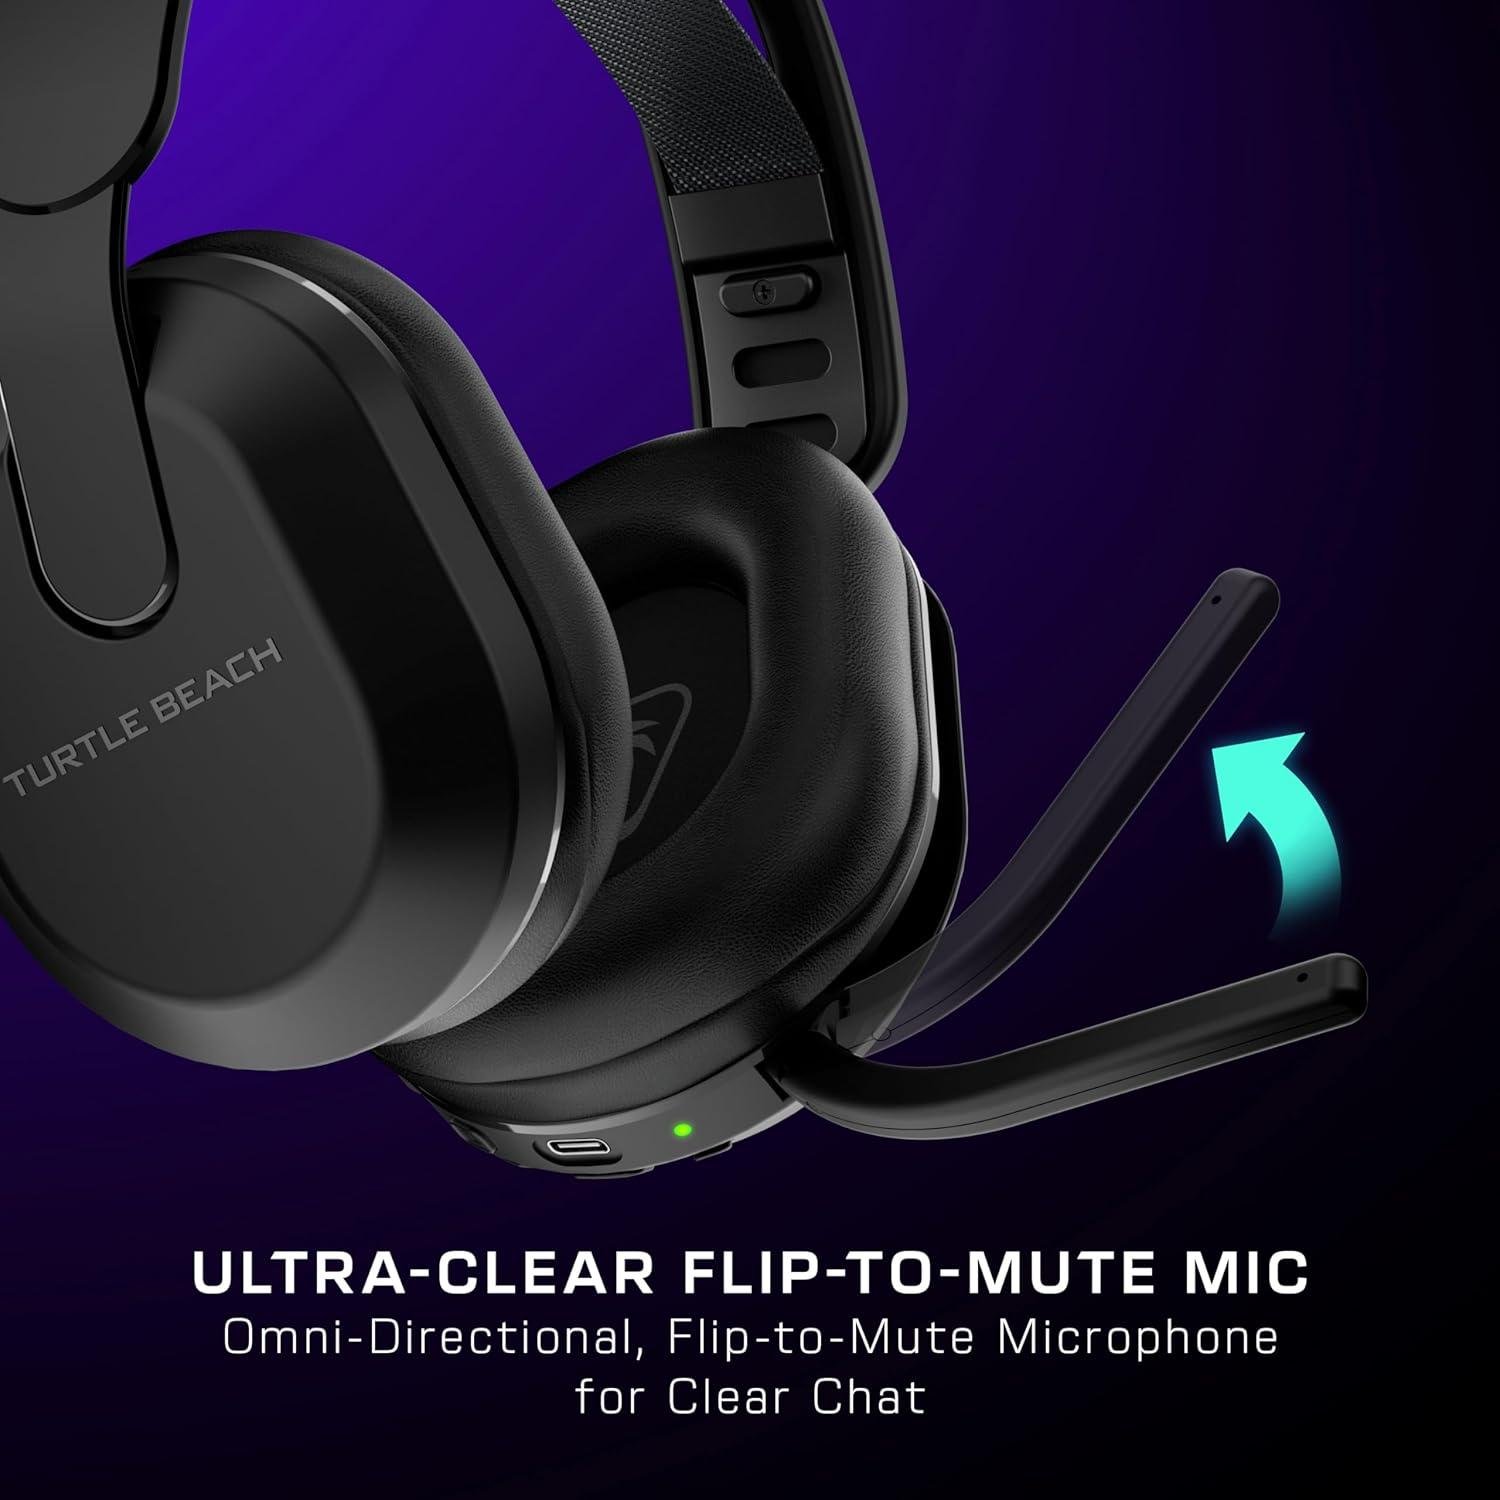 TURTLE BEACH
ULTRA-CLEAR FLIP-TO-MUTE MIC
Omni-Directional, Flip-to-Mute Microphone
for Clear Chat